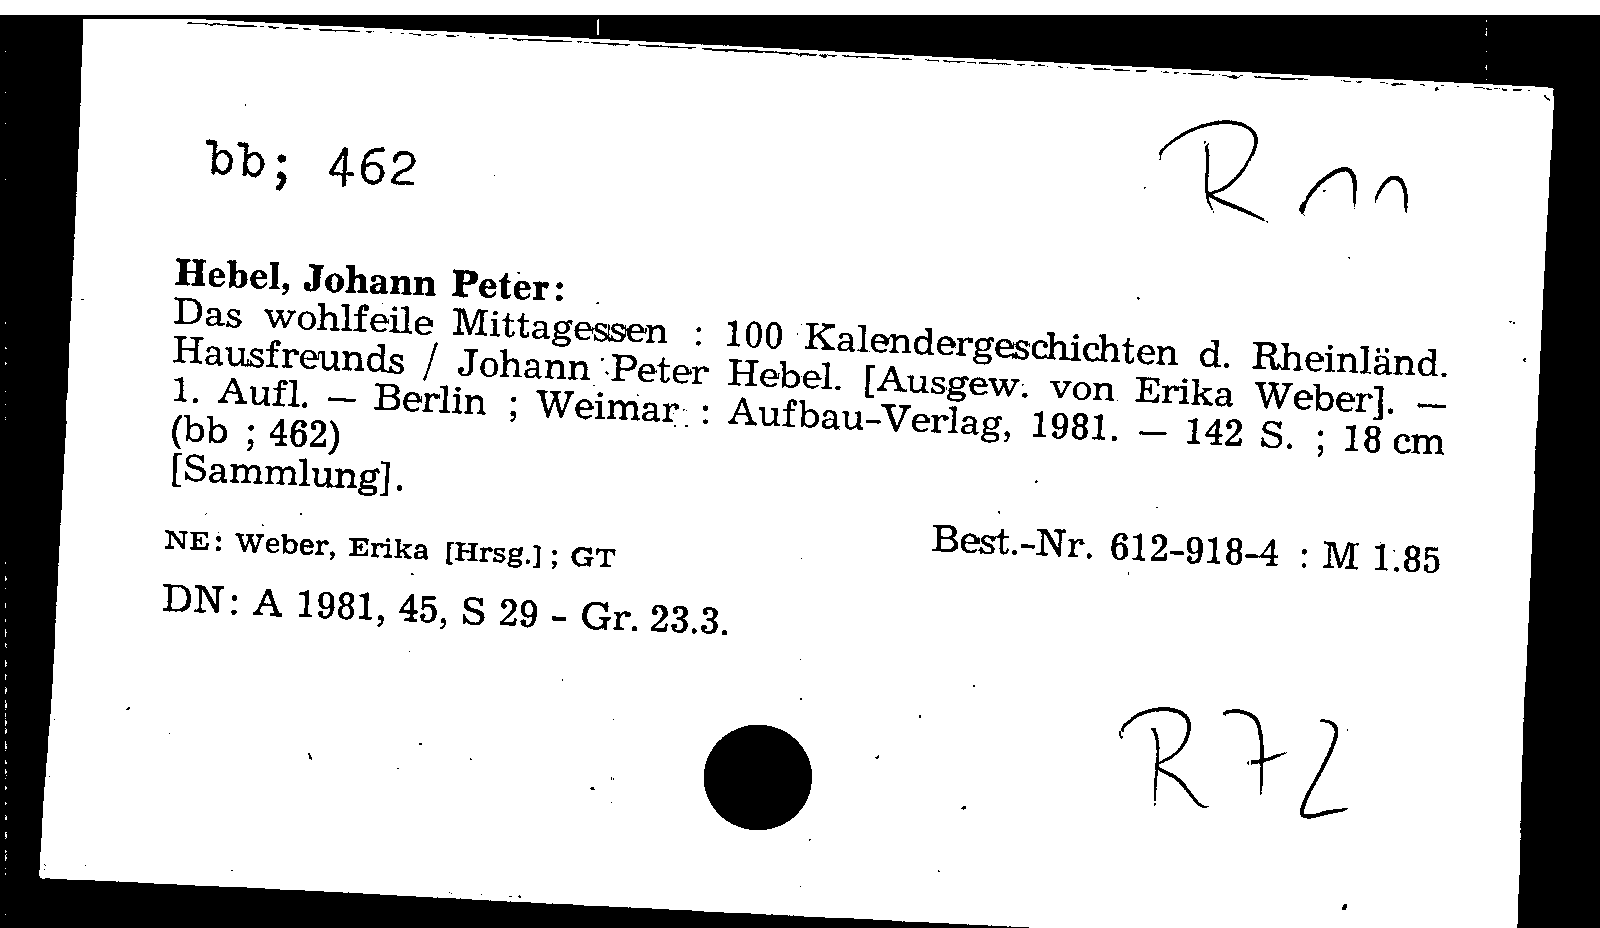 bb; 462
R 11
Hebel, Johann Peter:
Das wohlfeile Mittagessen : 100 Kalendergeschichten d. Rheinländ.
Hausfreunds / Johann Peter Hebel. [Ausgew. von Erika Weber]. —
1. Aufl. — Berlin ; Weimar : Aufbau-Verlag, 1981. — 142 S. ; 18 cm
(bb ; 462)
[Sammlung].
Best.-Nr. 612-918-4 : M 1.85
NE: Weber, Erika [Hrsg.] ; GT
DN: A 1981, 45, S 29 - Gr. 23.3.
R 72